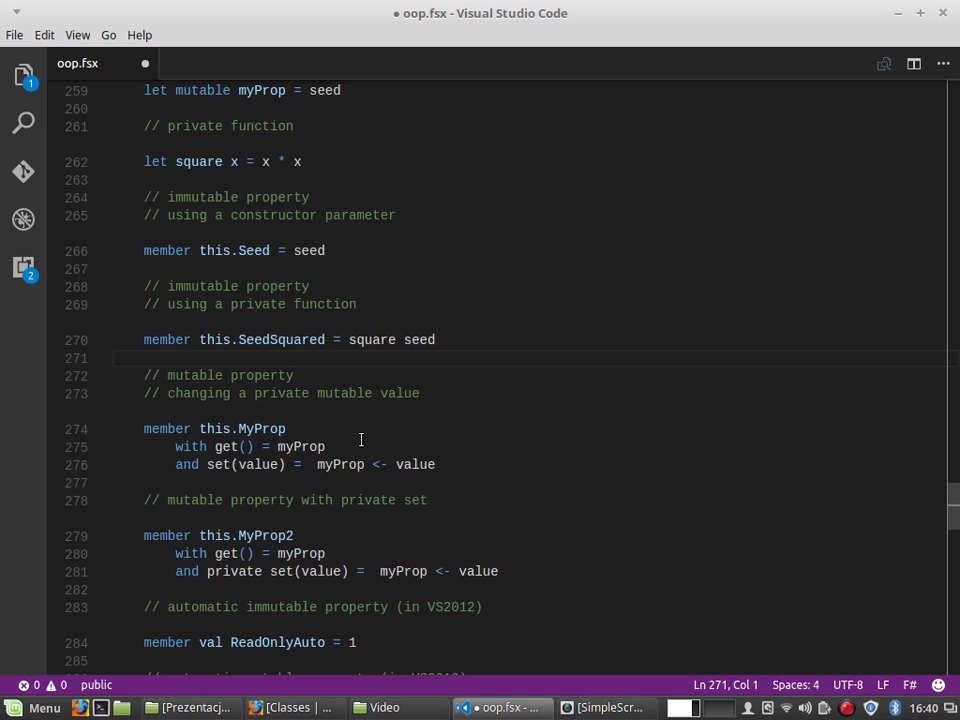 ● oop.fsx - Visual Studio Code
File Edit View Go Help
oop.fsx
1
259 let mutable myProp = seed
260
261 // private function
262 let square x = x * x
263
264 // immutable property
265 // using a constructor parameter
266 member this.Seed = seed
267
268 // immutable property
2
269 // using a private function
270 member this.SeedSquared = square seed
271
272 // mutable property
273 // changing a private mutable value
274 member this.MyProp
275 with get() = myProp
276 and set(value) =  myProp <- value
277
278 // mutable property with private set
279 member this.MyProp2
280 with get() = myProp
281 and private set(value) =  myProp <- value
282
283 // automatic immutable property (in VS2012)
284 member val ReadOnlyAuto = 1
285
0 0 public Ln 271, Col 1 Spaces: 4 UTF-8 LF F#
Menu [Prezentacj... [Classes | ... Video ● oop.fsx - ... [SimpleScr... 16:40